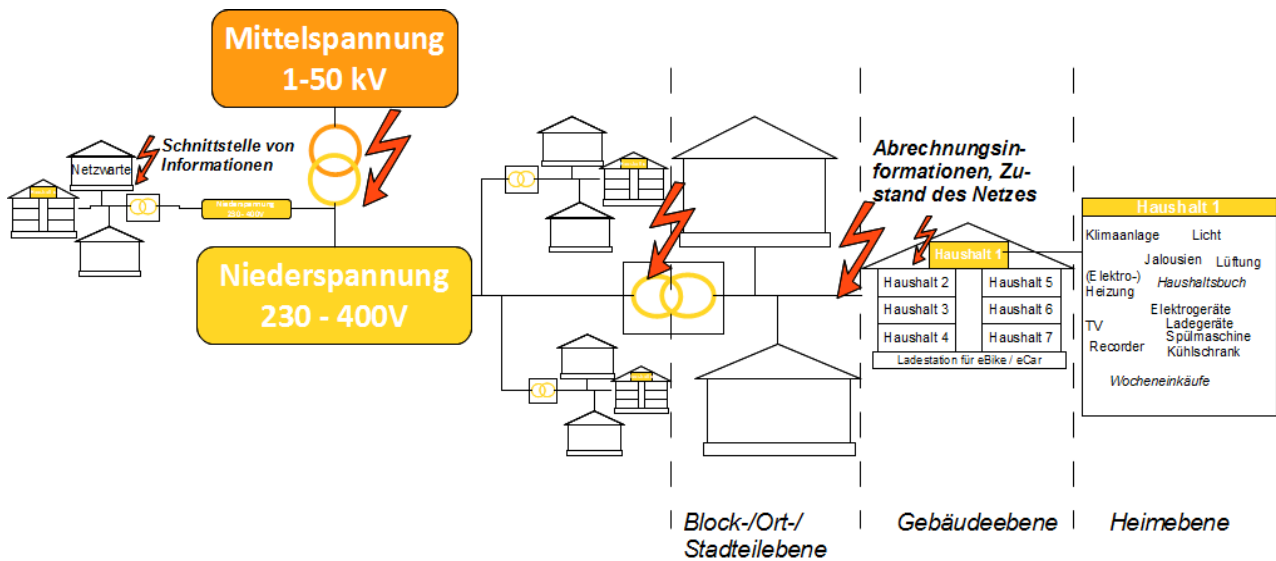 Mittelspannung
1-50 kV
Schnittstelle von
Informationen
Netzwarte
Niederspannung
230- 400V
Niederspannung
230 - 400V
Abrechnungsin-
formationen, Zu-
stand des Netzes
Haushalt 1
Haushalt 2
Haushalt 5
Haushalt 3
Haushalt 6
Haushalt 4
Haushalt 7
Ladestation für eBike / eCar
Haushalt 1
Klimaanlage
Licht
Jalousien
Lüftung
(Elektro-)
Heizung
Haushaltsbuch
Elektrogeräte
TV
Ladegeräte
Spülmaschine
Recorder
Kühlschrank
Wocheneinkäufe
Block-/Ort-/
Stadteilebene
Gebäudeebene
Heimebene